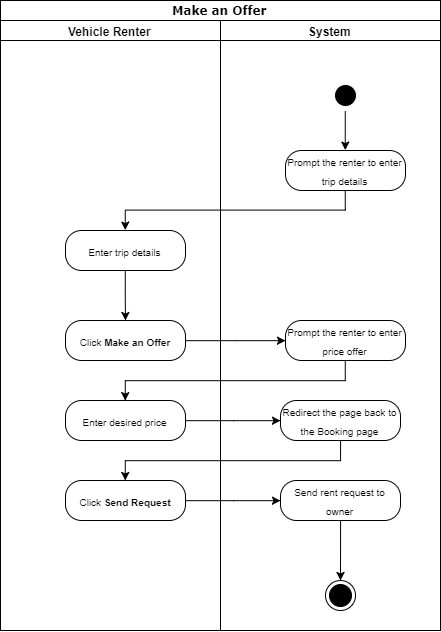 Make an Offer
Vehicle Renter
System
Prompt the renter to enter
trip details
Enter trip details
Click Make an Offer
Prompt the renter to enter
price offer
Enter desired price
Redirect the page back to
the Booking page
Click Send Request
Send rent request to
owner